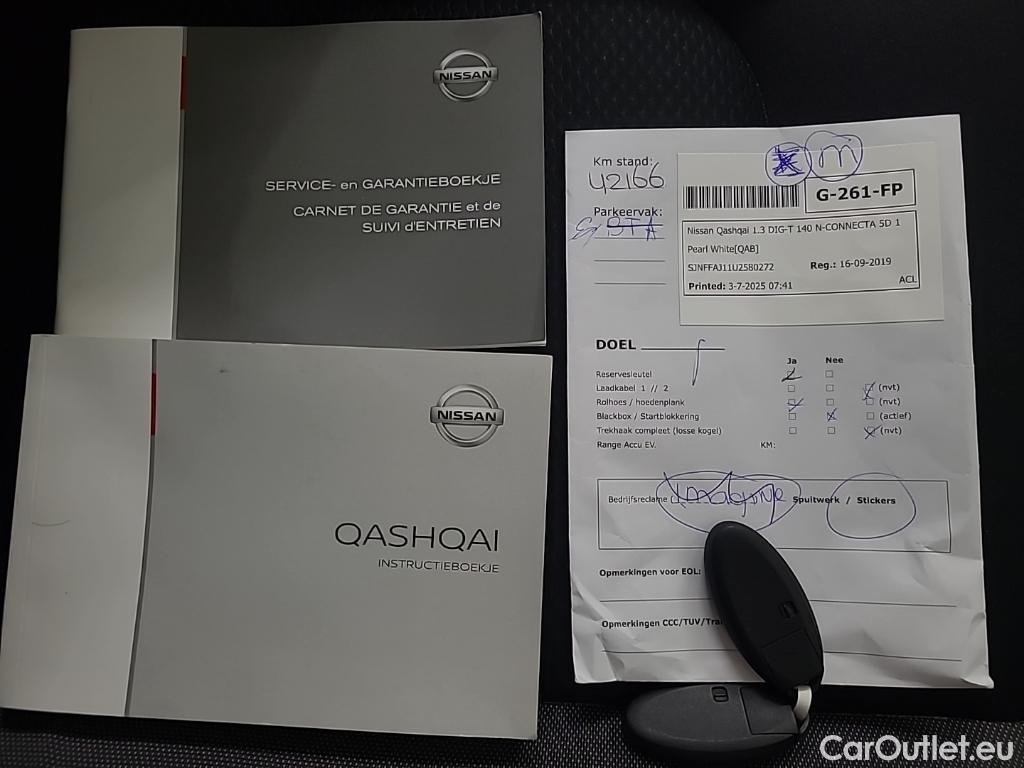 NISSAN
SERVICE- en GARANTIEBOEKJE
CARNET DE GARANTIE et de
SUIVI d'ENTRETIEN
NISSAN
QASHQAI
INSTRUCTIEBOEKJE
Km stand:
42166
Parkeervak:
BTA
m
G-261-FP
Nissan Qashqai 1.3 DIG-T 140 N-CONNECTA 5D 1
Pearl White[QAB]
SJNFFAJ11U2580272 Reg.: 16-09-2019
Printed: 3-7-2025 07:41 ACL
DOEL
Ja Nee
Reservesleutel
Laadkabel 1 // 2 (nvt)
Rolhoes / hoedenplank (nvt)
Blackbox / Startblokkering (actief)
Trekhaak compleet (losse kogel) (nvt)
Range Accu EV. KM:
Bedrijfsreclame Spuitwerk / Stickers
Opmerkingen voor EOL:
Opmerkingen CCC/TUV/
CarOutlet.eu